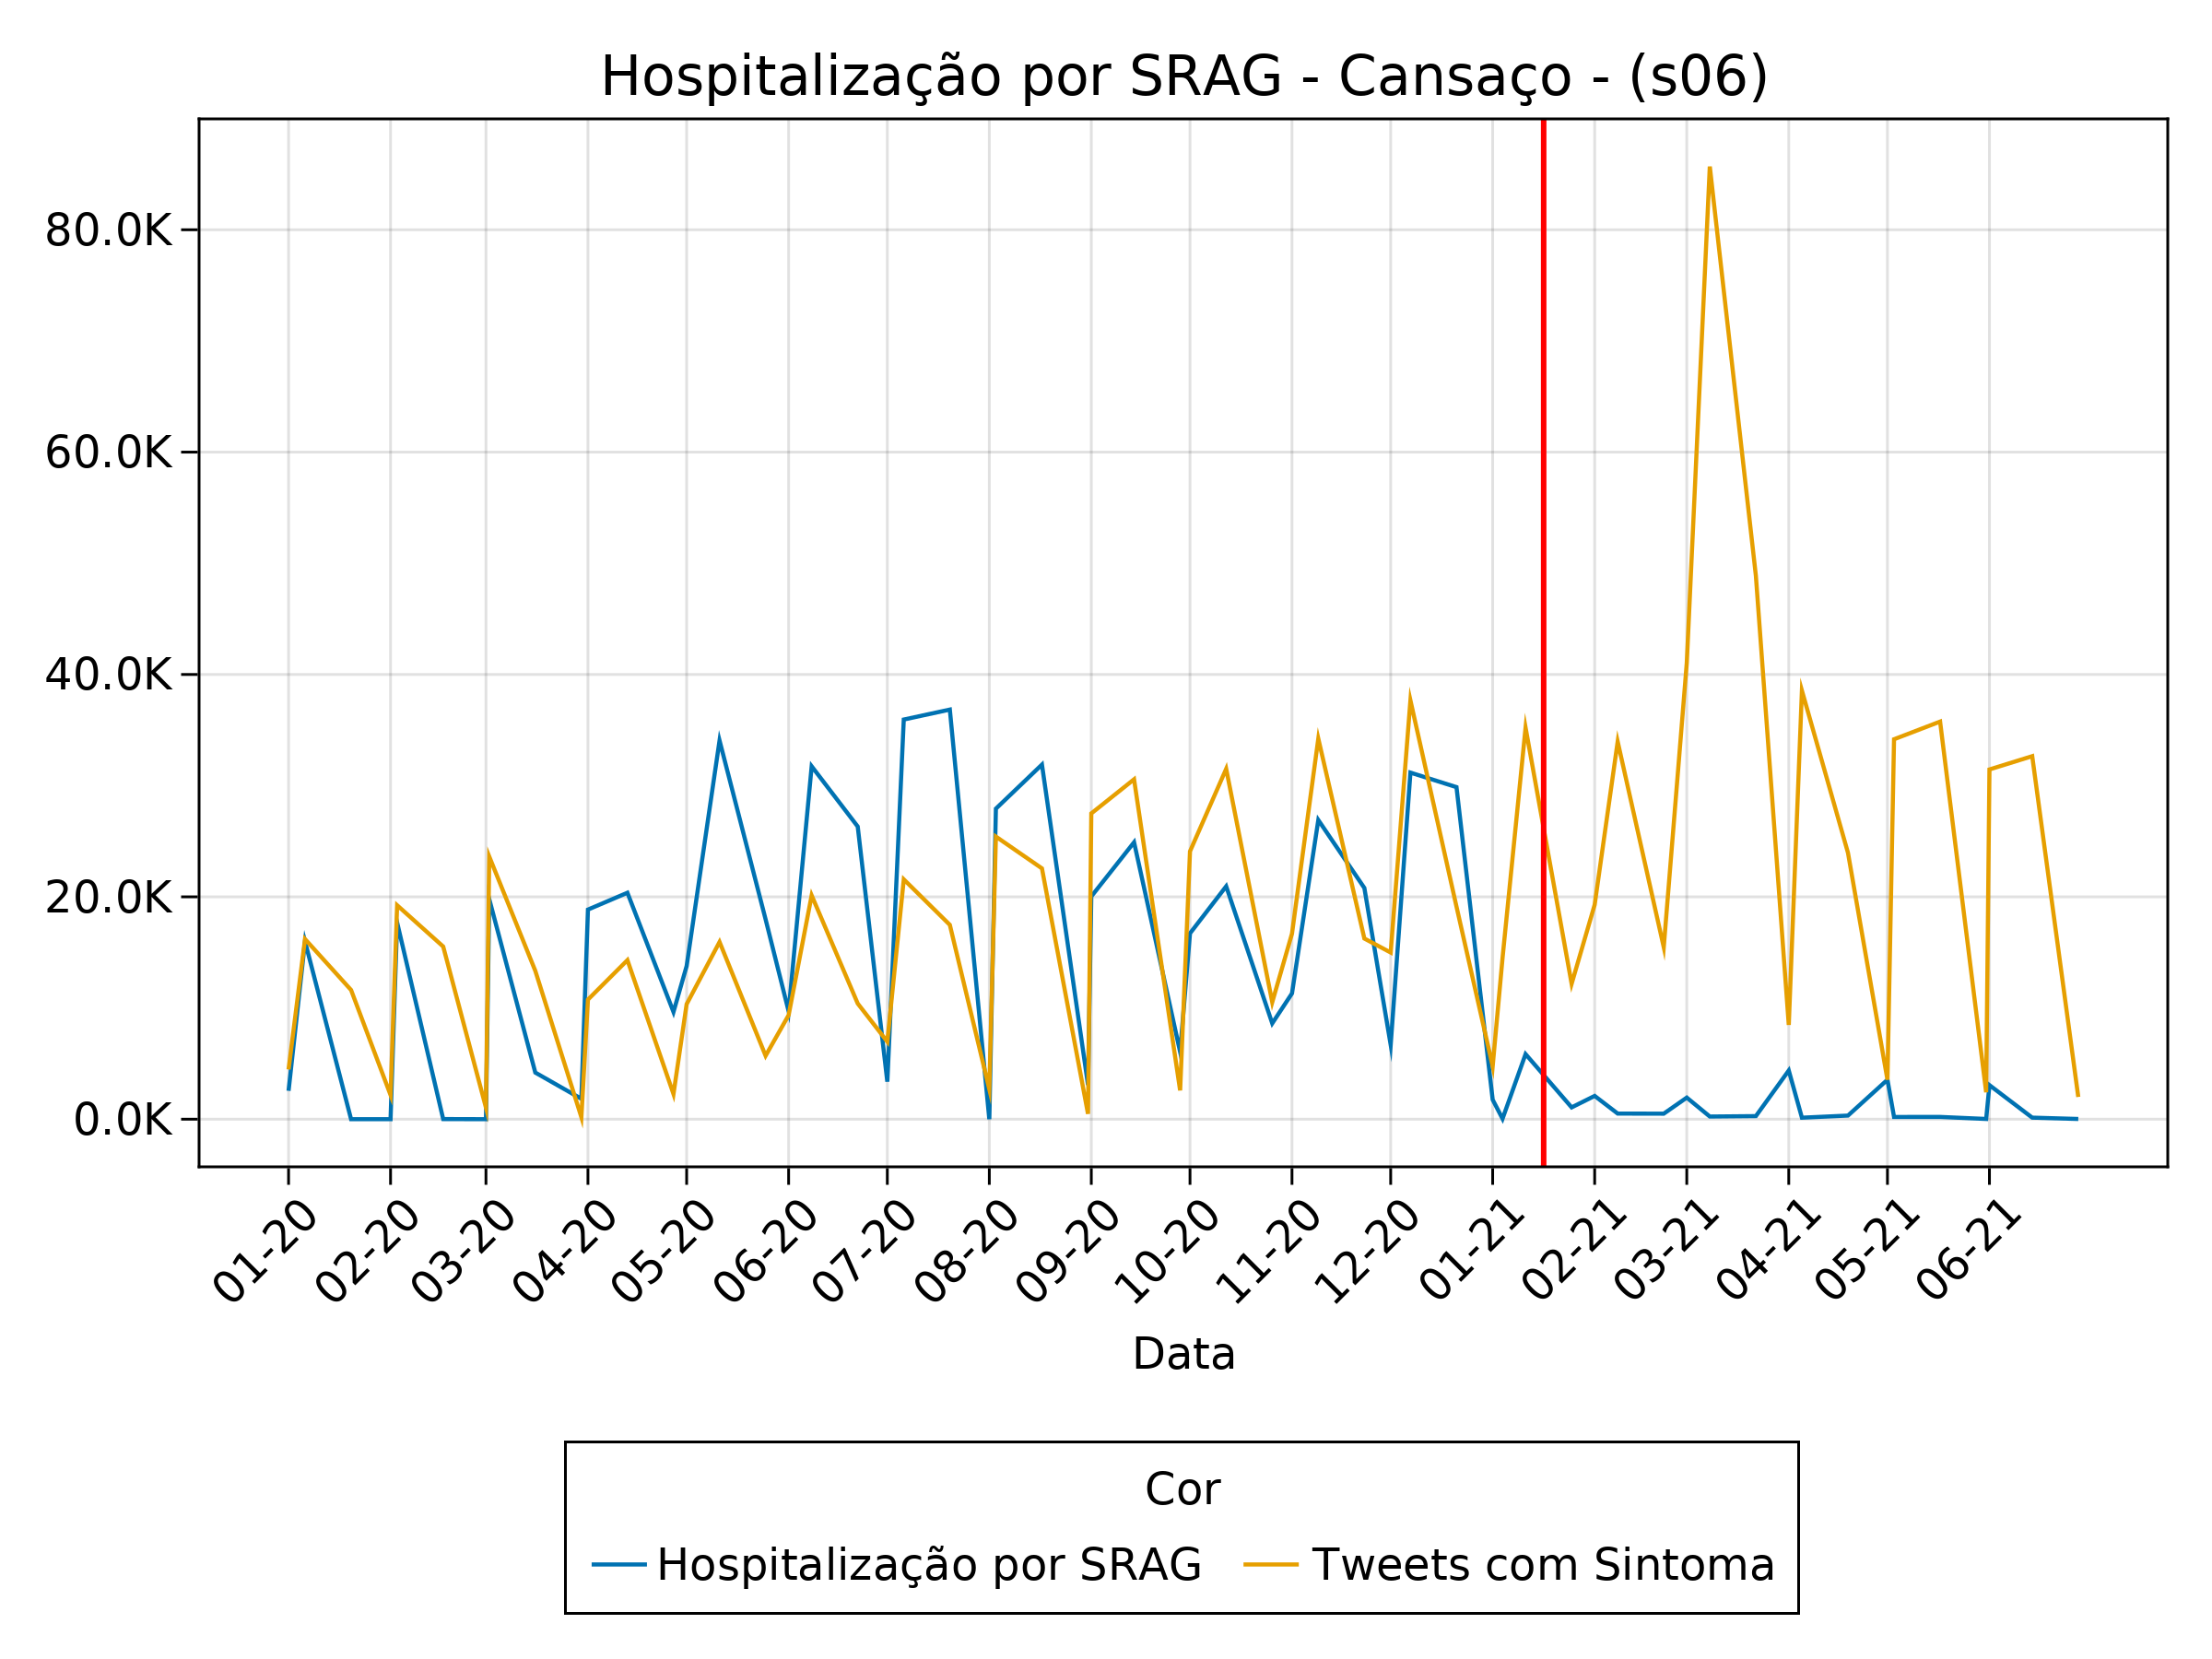 Hospitalização por SRAG - Cansaço - (s06)
80.0K
60.0K
40.0K
20.0K
0.0K
01-20 02-20 03-20 04-20 05-20 06-20 07-20 08-20 09-20 10-20 11-20 12-20 01-21 02-21 03-21 04-21 05-21 06-21
Data
Cor
Hospitalização por SRAG Tweets com Sintoma